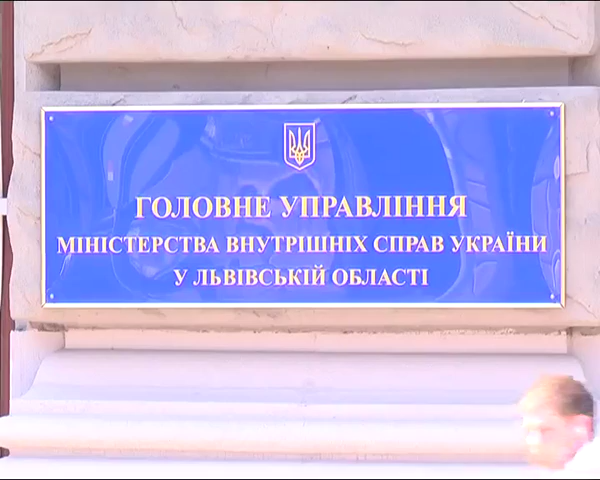 ГОЛОВНЕ УПРАВЛІННЯ
МІНІСТЕРСТВА ВНУТРІШНІХ СПРАВ УКРАЇНИ
У ЛЬВІВСЬКІЙ ОБЛАСТІ